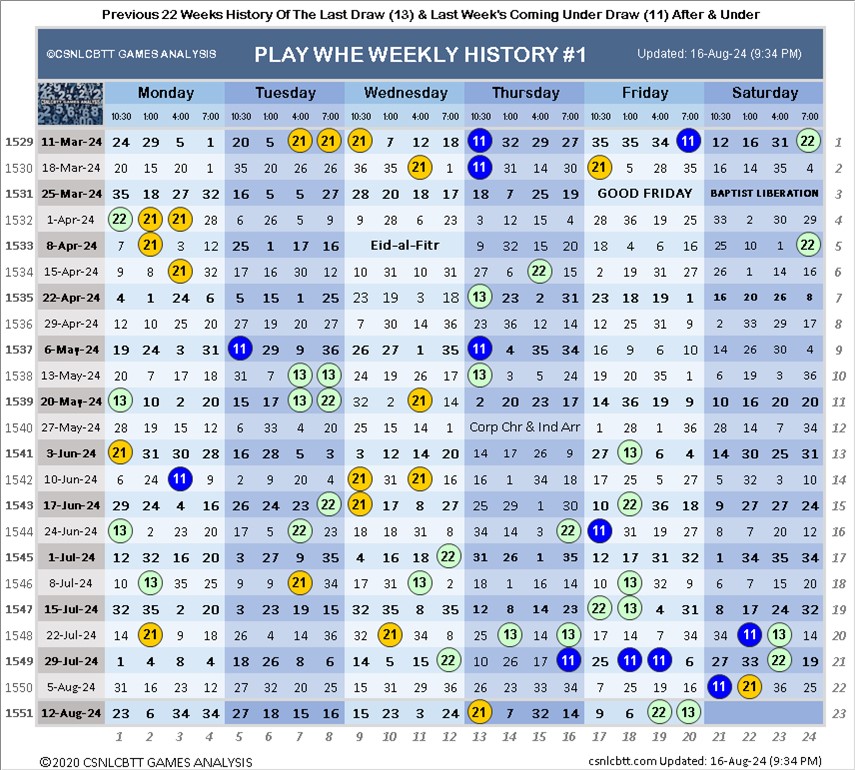 Previous 22 Weeks History Of The Last Draw (13) & Last Week's Coming Under Draw (11) After & Under
©CSNLCBTT GAMES ANALYSIS PLAY WHE WEEKLY HISTORY #1 Updated: 16-Aug-24 (9:34 PM)
CSNLCBTT GAMES ANALYSIS Monday Tuesday Wednesday Thursday Friday Saturday
10:30 1:00 4:00 7:00 10:30 1:00 4:00 7:00 10:30 1:00 4:00 7:00 10:30 1:00 4:00 7:00 10:30 1:00 4:00 7:00 10:30 1:00 4:00 7:00
1529 11-Mar-24 24 29 5 1 20 5 21 21 21 7 12 18 11 32 29 27 35 35 34 11 12 16 31 22 1
1530 18-Mar-24 20 15 20 1 35 20 26 26 36 35 11 1 11 31 15 19 21 5 28 35 16 14 35 4 2
1531 25-Mar-24 35 18 27 32 16 5 5 27 28 20 18 17 18 7 25 19 GOOD FRIDAY BAPTIST LIBERATION 3
1532 1-Apr-24 22 21 21 28 6 26 5 9 9 28 6 23 3 12 15 4 28 36 19 25 33 2 30 29 4
1533 8-Apr-24 7 21 3 12 25 1 17 16 Eid-al-Fitr 9 32 15 20 18 4 6 16 25 10 1 22 5
1534 15-Apr-24 9 8 21 32 17 16 30 12 10 31 10 31 27 6 22 15 2 19 31 27 26 1 14 16 6
1535 22-Apr-24 4 1 24 6 5 15 1 25 23 19 3 18 13 23 2 31 23 18 19 1 16 20 26 8 7
1536 29-Apr-24 12 10 25 20 27 19 20 27 7 30 14 36 23 36 12 14 12 25 31 9 2 33 29 17 8
1537 6-May-24 19 24 3 31 11 29 9 36 26 27 1 35 11 4 35 34 16 9 6 10 14 26 30 4 9
1538 13-May-24 20 7 17 18 31 7 13 13 24 19 26 17 13 3 5 24 19 20 35 1 6 19 3 36 10
1539 20-May-24 13 10 2 20 15 17 13 22 32 2 21 14 2 20 23 17 14 36 19 9 10 16 20 20 11
1540 27-May-24 28 19 15 12 6 33 4 20 25 15 14 1 Corp Chr & Ind Arr 1 28 1 36 28 14 7 34 12
1541 3-Jun-24 21 31 30 28 16 28 5 3 3 12 14 20 14 17 26 9 27 13 6 4 14 30 25 31 13
1542 10-Jun-24 6 24 11 9 2 9 20 4 21 31 21 16 16 1 34 18 17 25 5 27 5 32 3 10 14
1543 17-Jun-24 29 24 4 16 26 24 23 22 21 17 8 27 25 29 1 30 10 22 36 18 9 27 27 24 15
1544 24-Jun-24 13 2 23 20 17 5 22 23 18 18 31 8 34 14 3 22 11 31 19 27 8 7 20 12 16
1545 1-Jul-24 12 32 16 20 3 27 9 35 4 16 18 22 31 26 1 35 12 17 31 32 1 34 35 34 17
1546 8-Jul-24 10 13 35 25 9 9 21 34 17 31 13 2 18 1 16 14 18 13 32 9 6 7 15 20 18
1547 15-Jul-24 32 35 2 20 3 23 19 15 32 35 8 35 12 8 14 23 22 13 4 31 8 17 24 32 19
1548 22-Jul-24 14 21 9 18 26 4 14 36 32 21 34 8 25 13 14 13 17 14 7 34 34 11 13 14 20
1549 29-Jul-24 1 4 8 4 18 26 8 6 14 5 15 22 10 26 17 11 25 11 11 6 27 33 22 19 21
1550 5-Aug-24 31 16 23 12 27 32 20 25 15 31 29 36 26 23 33 34 7 25 19 16 11 21 36 25 22
1551 12-Aug-24 23 6 34 34 27 18 15 16 15 23 3 24 21 7 32 14 9 6 22 13 23
1 2 3 4 5 6 7 8 9 10 11 12 13 14 15 16 17 18 19 20 21 22 23 24
©2020 CSNLCBTT GAMES ANALYSIS csnlcbtt.com Updated: 16-Aug-24 (9:34 PM)